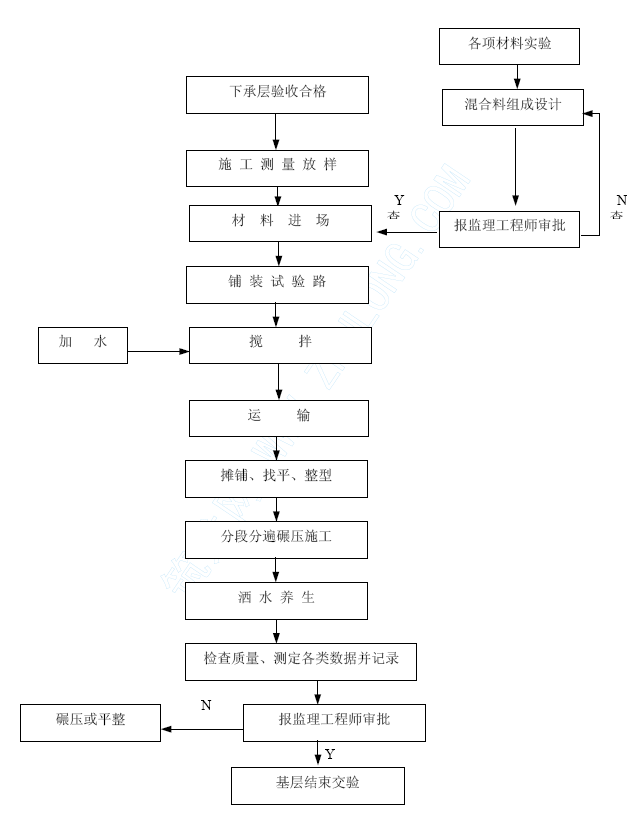 各项材料实验
下承层验收合格
混合料组成设计
施 工 测 量 放 样
Y
查
N
查
材 料 进 场
报监理工程师审批
铺 装 试 验 路
加 水
搅 拌
运 输
摊铺、找平、整型
分段分遍碾压施工
洒 水 养 生
检查质量、测定各类数据并记录
N
碾压或平整
报监理工程师审批
Y
基层结束交验